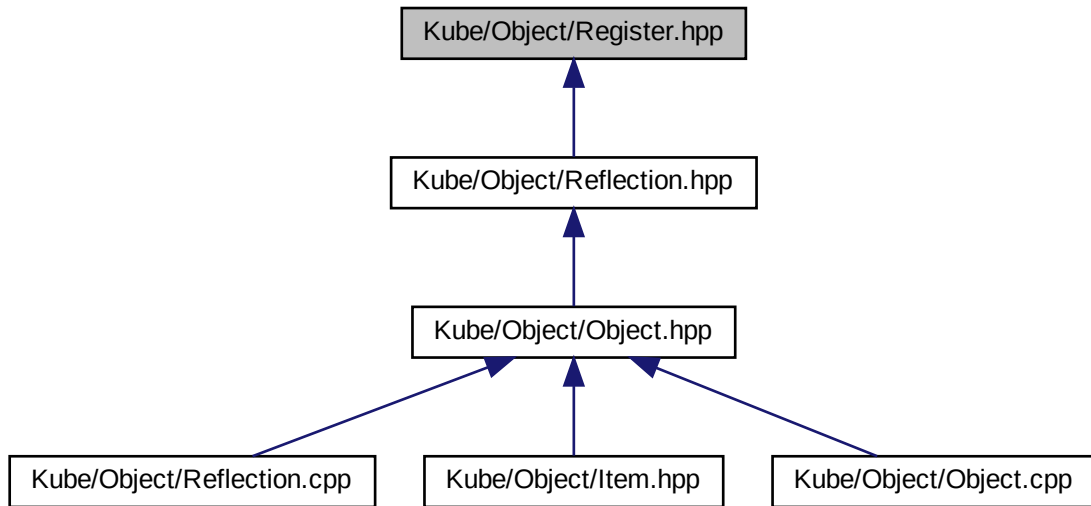 Kube/Object/Register.hpp
Kube/Object/Reflection.hpp
Kube/Object/Object.hpp
Kube/Object/Reflection.cpp
Kube/Object/Item.hpp
Kube/Object/Object.cpp